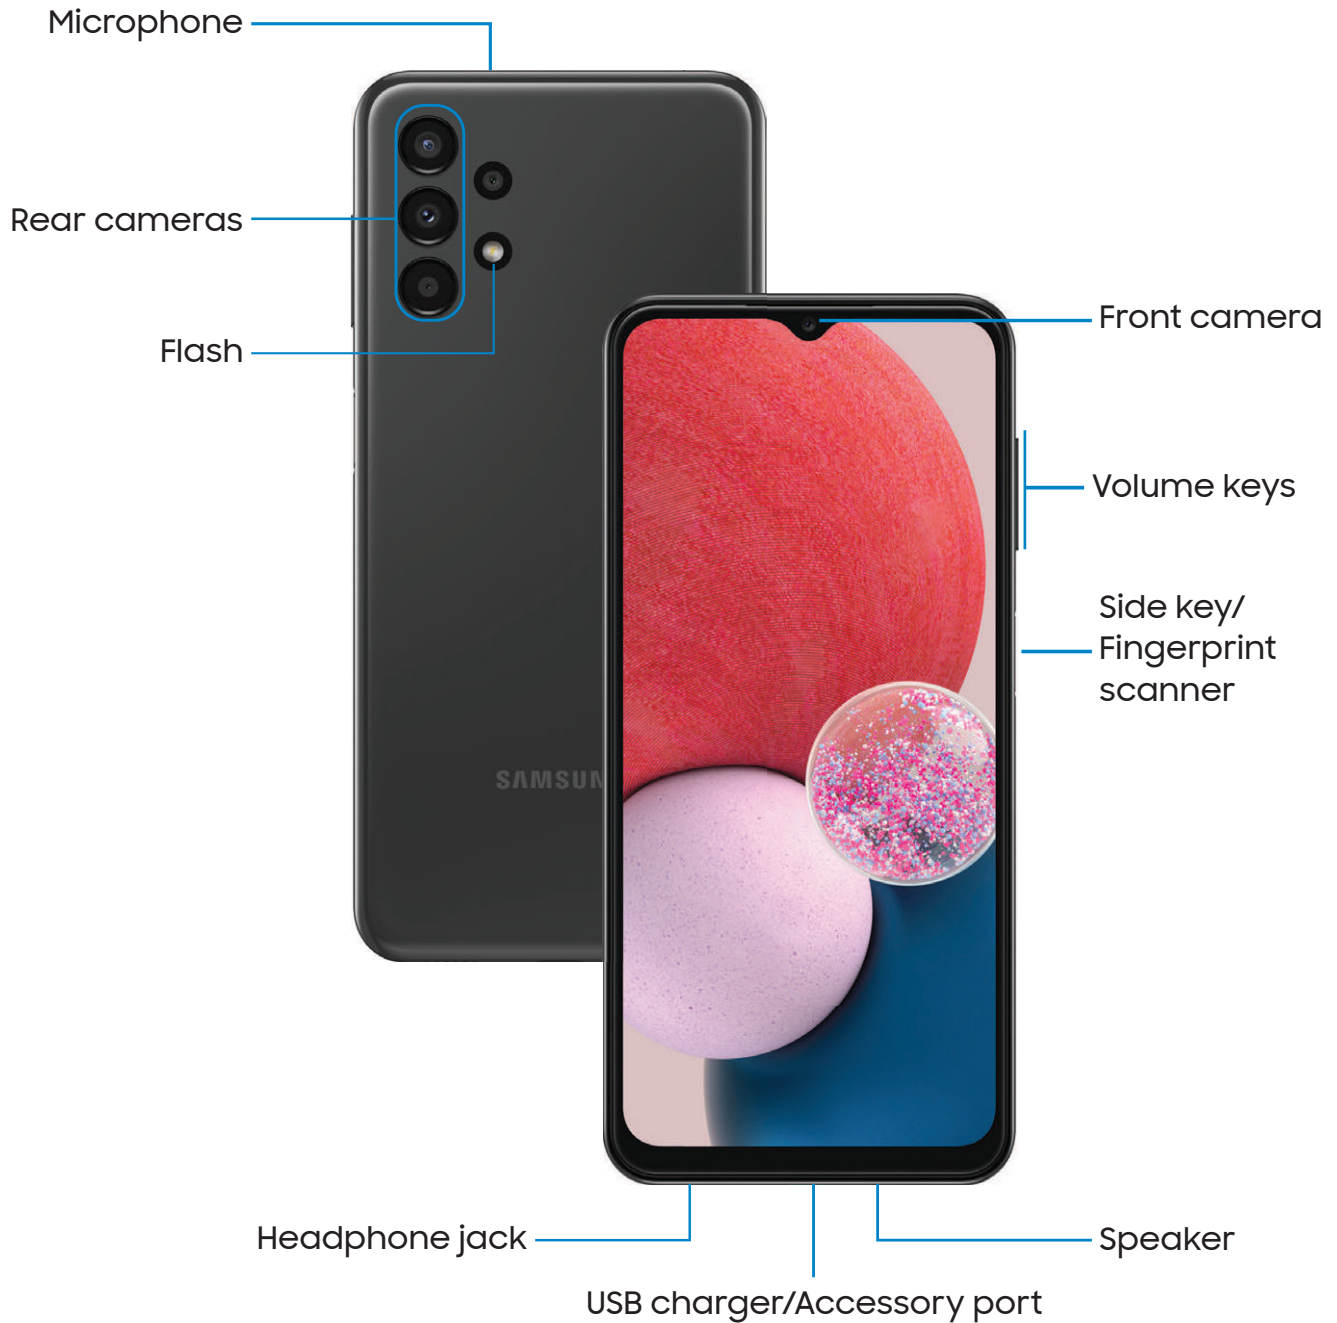 Microphone
Rear cameras
Flash
SAMSUN
Front camera
Volume keys
Side key/
Fingerprint
scanner
Headphone jack
Speaker
USB charger/Accessory port